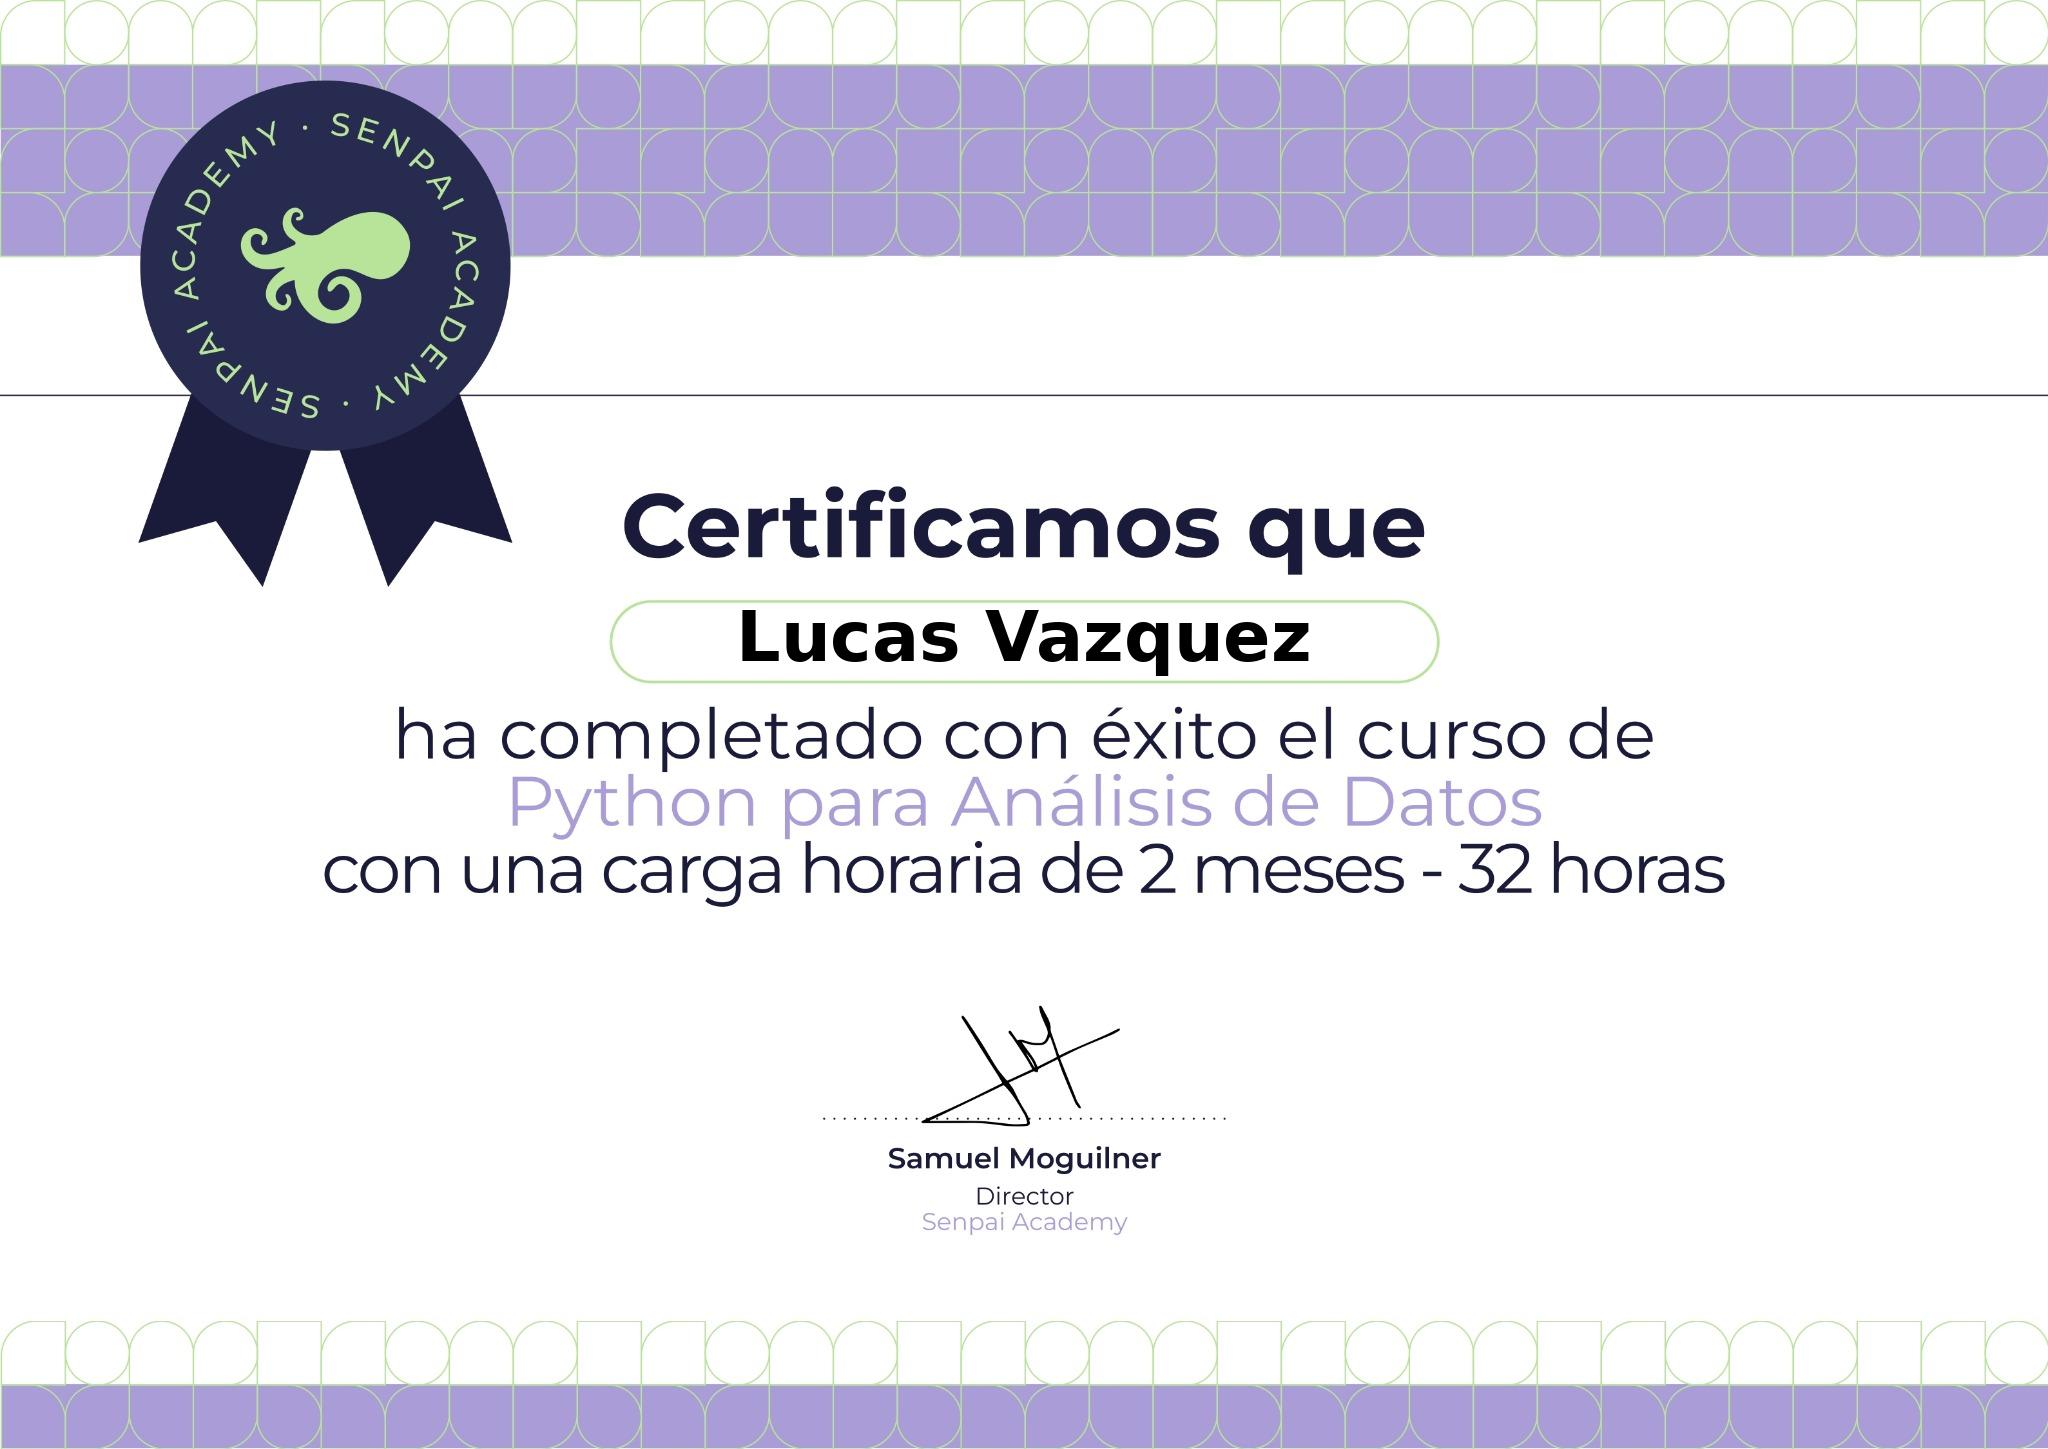 SENPAI ACADEMY · SENPAI ACADEMY ·
Certificamos que
Lucas Vazquez
ha completado con éxito el curso de
Python para Análisis de Datos
con una carga horaria de 2 meses - 32 horas
Samuel Moguilner
Director
Senpai Academy